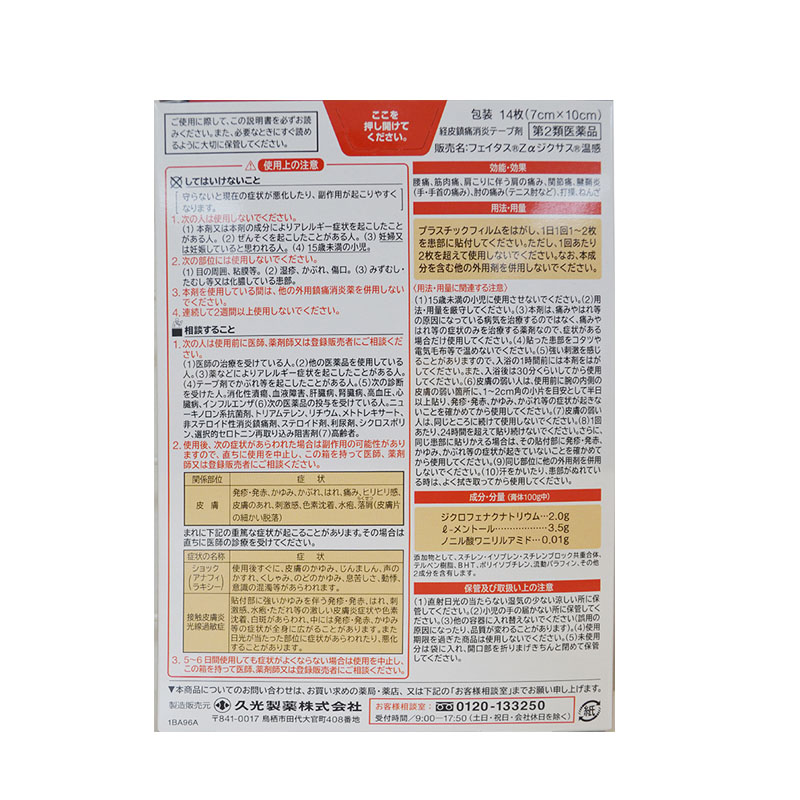 ご使用に際して、この説明書を必ずお読
みください。また、必要なときにすぐ読め
るように大切に保管してください。
ここを
押し開けて
ください。
包装 14枚(7cm×10cm)
経皮鎮痛消炎テープ剤 第2類医薬品
販売名:フェイタス®Zαジクサス®温感
⚠ 使用上の注意
してはいけないこと
守らないと現在の症状が悪化したり、副作用が起こりやすく
なります。
1. 次の人は使用しないでください。
(1) 本剤又は本剤の成分によりアレルギー症状を起こしたこと
がある人。(2) ぜんそくを起こしたことがある人。(3) 妊婦又
は妊娠していると思われる人。(4) 15歳未満の小児。
2. 次の部位には使用しないでください。
(1) 目の周囲、粘膜等。(2) 湿疹、かぶれ、傷口。(3) みずむし・
たむし等又は化膿している患部。
3. 本剤を使用している間は、他の外用鎮痛消炎薬を併用しない
でください。
4. 連続して2週間以上使用しないでください。
相談すること
1. 次の人は使用前に医師、薬剤師又は登録販売者にご相談くだ
さい。
(1)医師の治療を受けている人。(2)他の医薬品を使用している
人。(3)薬などによりアレルギー症状を起こしたことがある人。
(4)テープ剤でかぶれ等を起こしたことがある人。(5)次の診断
を受けた人。消化性潰瘍、血液障害、肝臓病、腎臓病、高血圧、心
臓病、インフルエンザ(6)次の医薬品の投与を受けている人。ニュ
ーキノロン系抗菌剤、トリアムテレン、リチウム、メトトレキサート、
非ステロイド性消炎鎮痛剤、ステロイド剤、利尿剤、シクロスポリ
ン、選択的セロトニン再取り込み阻害剤(7)高齢者。
2. 使用後、次の症状があらわれた場合は副作用の可能性があり
ますので、直ちに使用を中止し、この箱を持って医師、薬剤
師又は登録販売者にご相談ください。
関係部位 症状
皮膚 発疹・発赤、かゆみ、かぶれ、はれ、痛み、ヒリヒリ感、
皮膚のあれ、刺激感、色素沈着、水疱、落屑(皮膚片
の細かい脱落)
まれに下記の重篤な症状が起こることがあります。その場合は
直ちに医師の診療を受けてください。
症状の名称 症状
ショック
(アナフィ
ラキシー) 使用後すぐに、皮膚のかゆみ、じんましん、声の
かすれ、くしゃみ、のどのかゆみ、息苦しさ、動悸、
意識の混濁等があらわれます。
接触皮膚炎
光線過敏症 貼付部に強いかゆみを伴う発疹・発赤、はれ、刺
激感、水疱・ただれ等の激しい皮膚炎症状や色素
沈着、白斑があらわれ、中には発疹・発赤、かゆみ
等の症状が全身に広がることがあります。また
日光が当たった部位に症状があらわれたり、悪化
することがあります。
3. 5～6日間使用しても症状がよくならない場合は使用を中止し、
この箱を持って医師、薬剤師又は登録販売者にご相談ください。
効能・効果
腰痛、筋肉痛、肩こりに伴う肩の痛み、関節痛、腱鞘炎
(手・手首の痛み)、肘の痛み(テニス肘など)、打撲、ねんざ
用法・用量
プラスチックフィルムをはがし、1日1回1～2枚
を患部に貼付してください。ただし、1回あたり
2枚を超えて使用しないでください。なお、本成
分を含む他の外用剤を併用しないでください。
〈用法・用量に関連する注意〉
(1)15歳未満の小児に使用させないでください。(2)用
法・用量を厳守してください。(3)本剤は、痛みやはれ等
の原因になっている病気を治療するのではなく、痛みや
はれ等の症状のみを治療する薬剤なので、症状がある
場合だけ使用してください。(4)貼った患部をコタツや
電気毛布等で温めないでください。(5)強い刺激を感じ
ることがありますので、入浴の1時間前には本剤をはが
してください。また、入浴後は30分くらいしてから使用
してください。(6)皮膚の弱い人は、使用前に腕の内側の
皮膚の弱い箇所に、1～2cm角の小片を目安として半日
以上貼り、発疹・発赤、かゆみ、かぶれ等の症状が起きな
いことを確かめてから使用してください。(7)皮膚の弱い
人は、同じところに続けて使用しないでください。(8)1回
あたり、24時間を超えて貼り続けないでください。さらに、
同じ患部に貼りかえる場合は、その貼付部に発疹・発赤、
かゆみ、かぶれ等の症状が起きていないことを確かめて
から使用してください。(9)同じ部位に他の外用剤を併用
しないでください。(10)汗をかいたり、患部がぬれてい
る時は、よく拭き取ってから使用してください。
成分・分量(膏体100g中)
ジクロフェナクナトリウム…2.0g
ℓ-メントール………………3.5g
ノニル酸ワニリルアミド…0.01g
添加物として、スチレン・イソプレン・スチレンブロック共重合体、
テルペン樹脂、BHT、ポリイソブチレン、流動パラフィン、その他
2成分を含有します。
保管及び取扱い上の注意
(1)直射日光の当たらない湿気の少ない涼しい所に保管し
てください。(2)小児の手の届かない所に保管してくだ
さい。(3)他の容器に入れ替えないでください(誤用の
原因になったり、品質が変わることがあります)。(4)使用
期限を過ぎた商品は使用しないでください。(5)未使用
分は袋に入れ、開口部を折りまげきちんと閉めて保管し
てください。
▼本商品についてのお問い合わせは、お買い求めの薬局・薬店、又は下記の「お客様相談室」までお願い申し上げます。
製造販売元 久光製薬株式会社
〒841-0017 鳥栖市田代大官町408番地
お客様相談室: 0120-133250
受付時間/9:00-17:50(土日・祝日・会社休日を除く)
紙
1BA96A